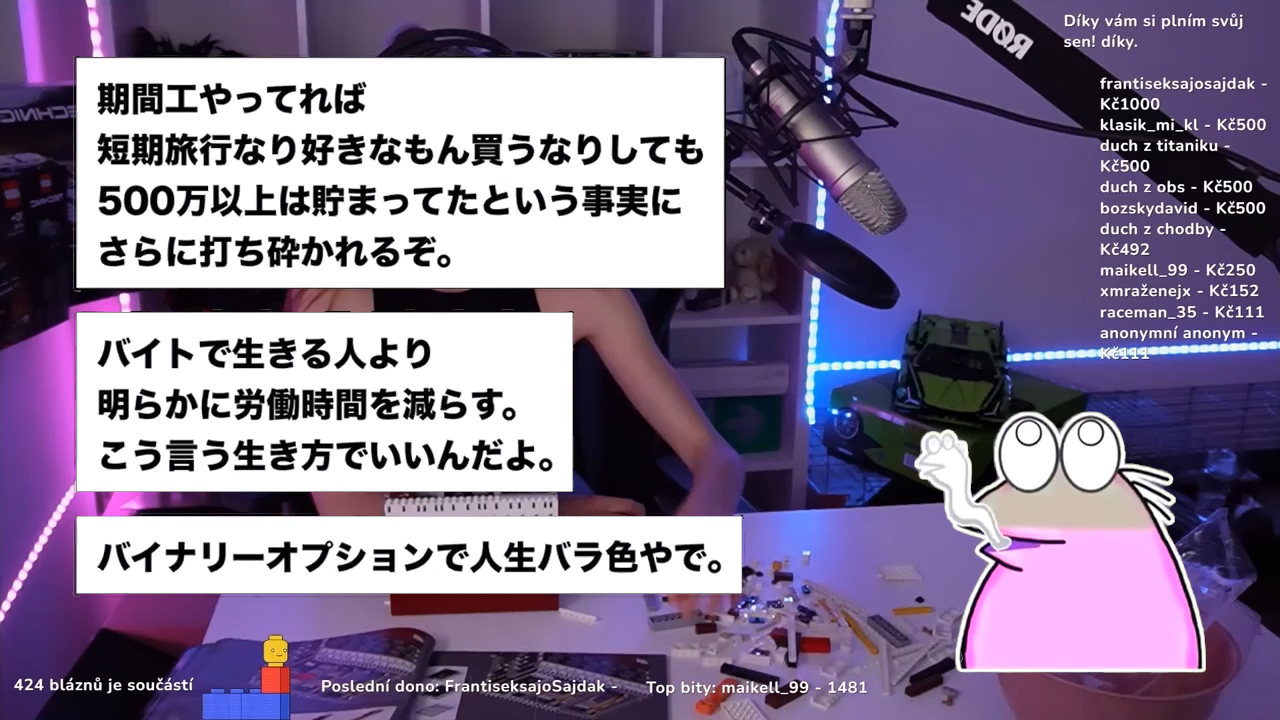 期間工やってれば
短期旅行なり好きなもん買うなりしても
500万以上は貯まってたという事実に
さらに打ち砕かれるぞ。
バイトで生きる人より
明らかに労働時間を減らす。
こう言う生き方でいいんだよ。
バイナリーオプションで人生バラ色やで。
RØDE
TECHNIC
Díky vám si plním svůj
sen! díky.
frantiseksajosajdak -
Kč1000
klasik_mi_kl - Kč500
duch z titaniku -
Kč500
duch z obs - Kč500
bozskydavid - Kč500
duch z chodby -
Kč492
maikell_99 - Kč250
xmraženejx - Kč152
raceman_35 - Kč111
anonymní anonym -
Kč111
424 bláznů je součástí
Poslední dono: FrantiseksajoSajdak -
Top bity: maikell_99 - 1481